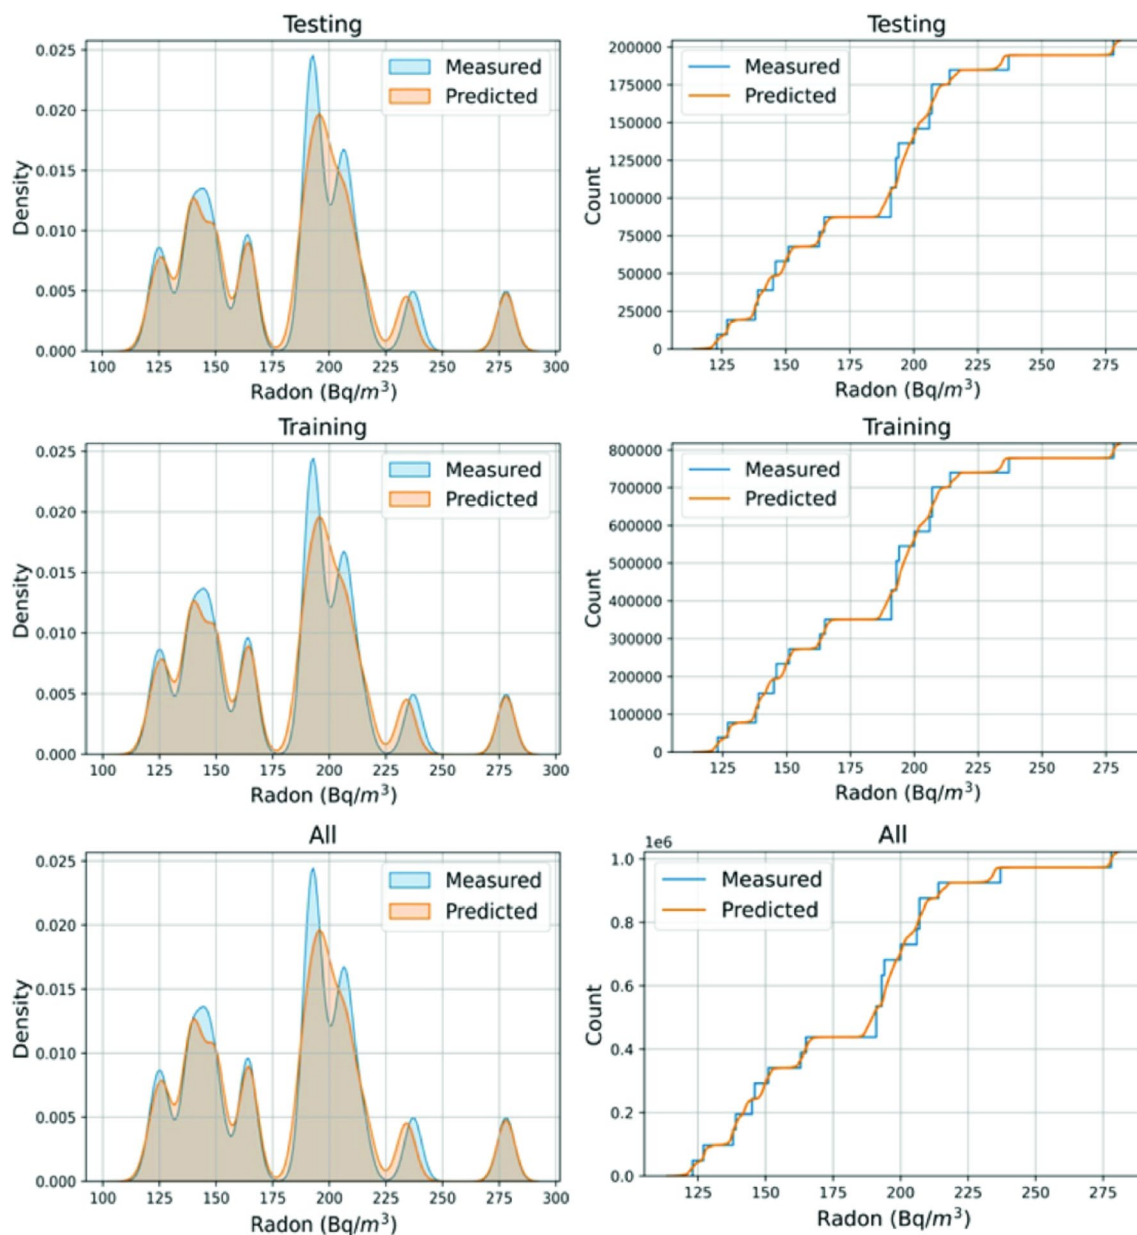 Testing
0.025
0.020
0.015
0.010
0.005
0.000
Density
Measured
Predicted
100 125 150 175 200 225 250 275 300
Radon (Bq/m³)
Testing
200000
175000
150000
125000
100000
75000
50000
25000
0
Count
Measured
Predicted
125 150 175 200 225 250 275
Radon (Bq/m³)
Training
0.025
0.020
0.015
0.010
0.005
0.000
Density
Measured
Predicted
100 125 150 175 200 225 250 275 300
Radon (Bq/m³)
Training
800000
700000
600000
500000
400000
300000
200000
100000
0
Count
Measured
Predicted
125 150 175 200 225 250 275
Radon (Bq/m³)
All
0.025
0.020
0.015
0.010
0.005
0.000
Density
Measured
Predicted
100 125 150 175 200 225 250 275 300
Radon (Bq/m³)
All
1e6
1.0
0.8
0.6
0.4
0.2
0.0
Count
Measured
Predicted
125 150 175 200 225 250 275
Radon (Bq/m³)